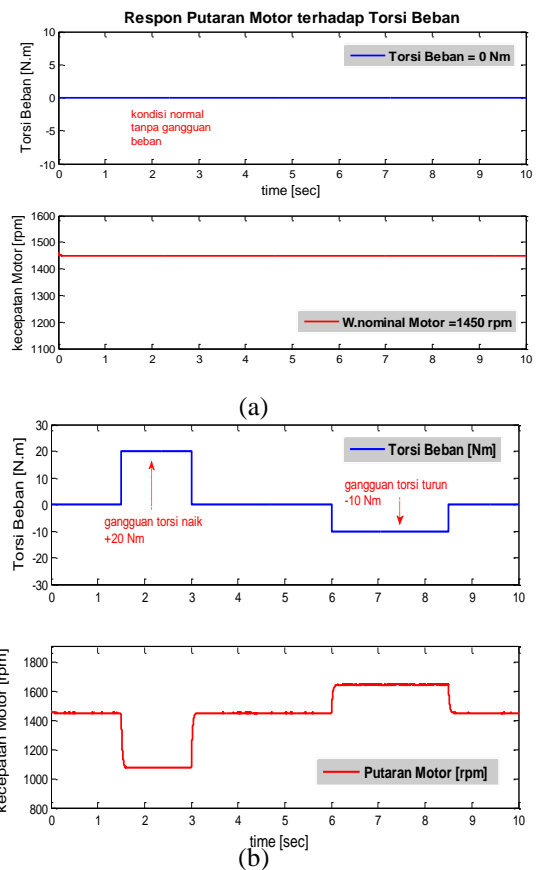 Respon Putaran Motor terhadap Torsi Beban
Torsi Beban [N.m]
10
5
0
-5
-10
Torsi Beban = 0 Nm
kondisi normal
tanpa gangguan
beban
0 1 2 3 4 5 6 7 8 9 10
time [sec]
kecepatan Motor [rpm]
1600
1500
1400
1300
1200
1100
W.nominal Motor =1450 rpm
0 1 2 3 4 5 6 7 8 9 10
(a)
Torsi Beban [N.m]
30
20
10
0
-10
-20
-30
Torsi Beban [Nm]
gangguan torsi naik
+20 Nm
gangguan torsi turun
-10 Nm
0 1 2 3 4 5 6 7 8 9 10
kecepatan Motor [rpm]
1800
1600
1400
1200
1000
800
Putaran Motor [rpm]
0 1 2 3 4 5 6 7 8 9 10
time [sec]
(b)